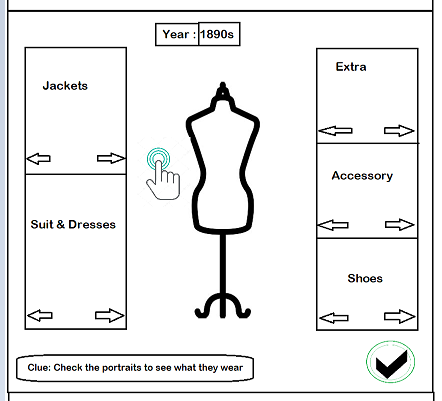 Year : 1890s
Jackets
Suit & Dresses
Extra
Accessory
Shoes
Clue: Check the portraits to see what they wear